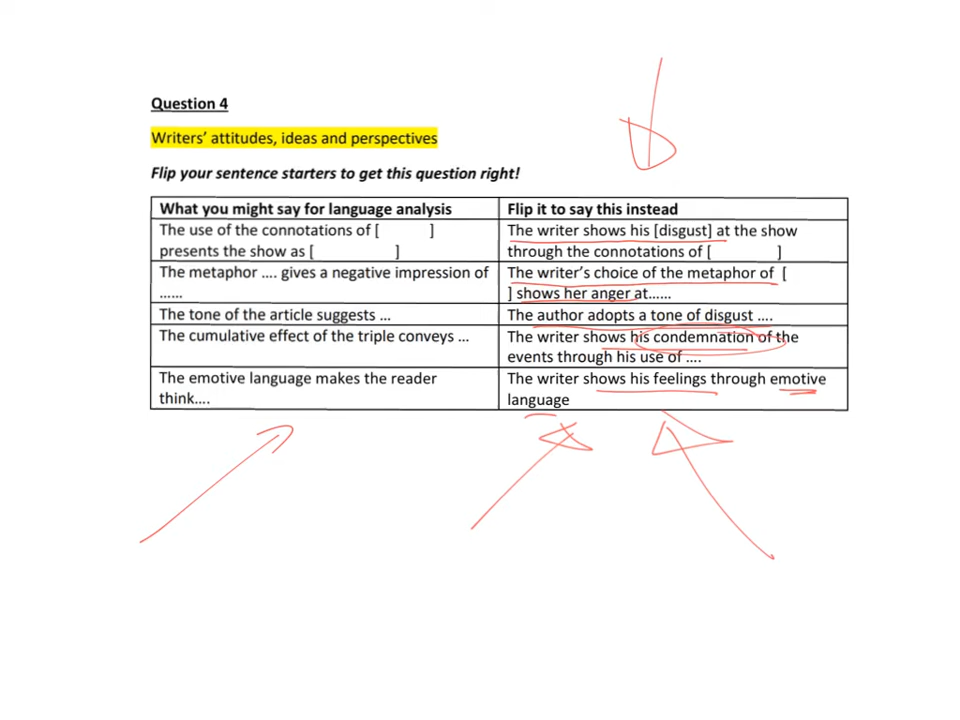 Question 4
Writers' attitudes, ideas and perspectives
Flip your sentence starters to get this question right!
What you might say for language analysis
Flip it to say this instead
The use of the connotations of [ ]
presents the show as [ ]
The writer shows his [disgust] at the show
through the connotations of [ ]
The metaphor .... gives a negative impression of
......
The writer's choice of the metaphor of [
] shows her anger at......
The tone of the article suggests ...
The author adopts a tone of disgust ....
The cumulative effect of the triple conveys ...
The writer shows his condemnation of the
events through his use of ....
The emotive language makes the reader
think....
The writer shows his feelings through emotive
language